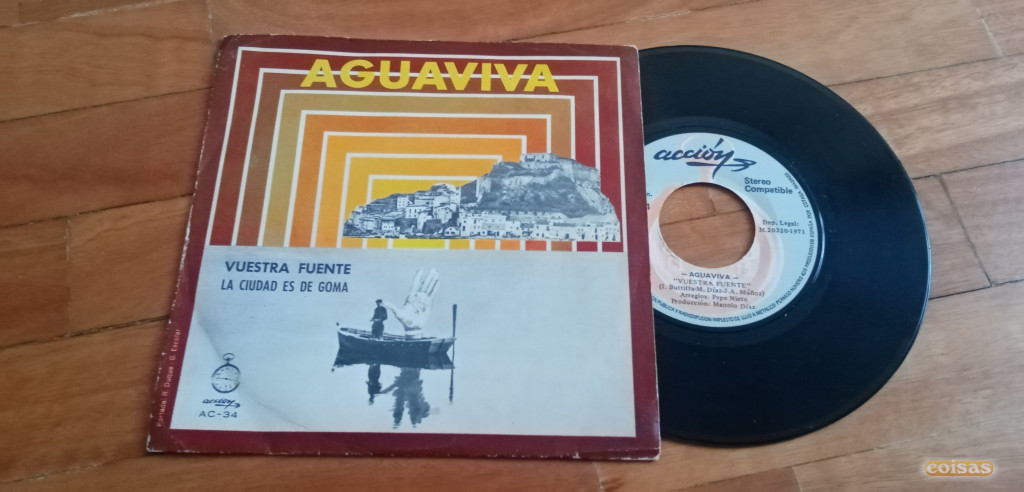 AGUAVIVA
VUESTRA FUENTE
LA CIUDAD ES DE GOMA
acción
AC-34
acción
Stereo
Compatible
Dep. Legal:
M.20320-1971
- AGUAVIVA -
"VUESTRA FUENTE"
Arreglos: Pepe Nieto
Producción: Manolo Díaz
coisas